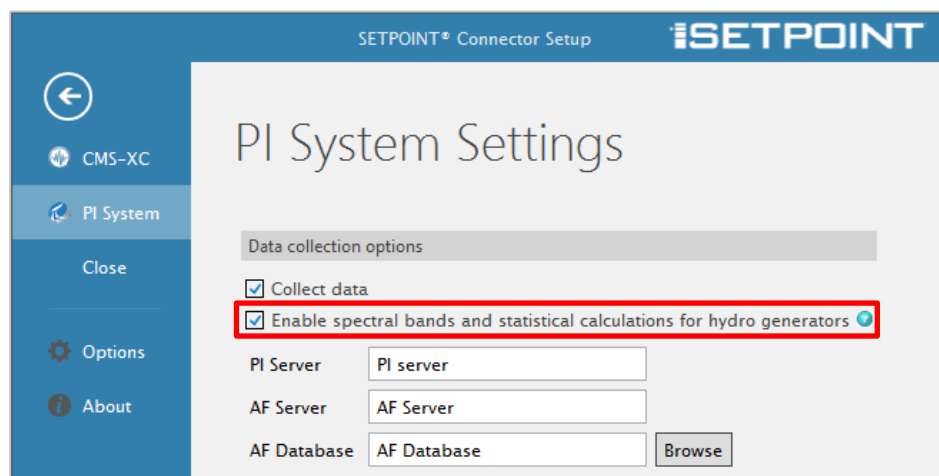 SETPOINT® Connector Setup
SETPOINT
CMS-XC
PI System
Close
Options
About
PI System Settings
Data collection options
Collect data
Enable spectral bands and statistical calculations for hydro generators
PI Server PI server
AF Server AF Server
AF Database AF Database Browse